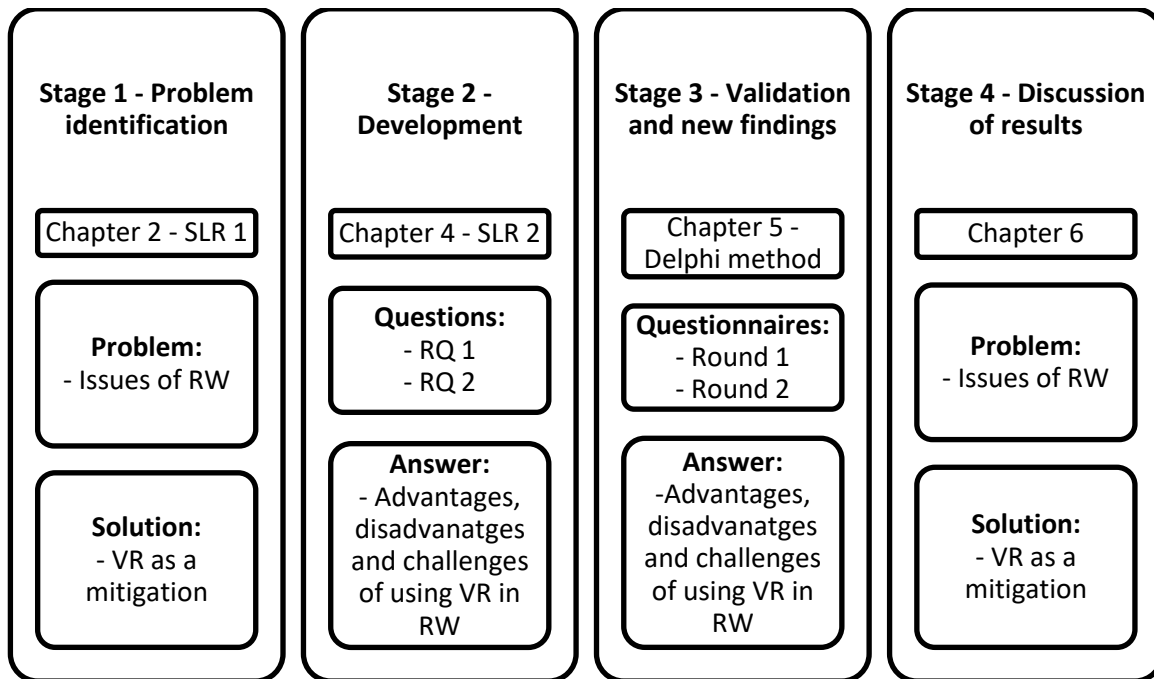 Stage 1 - Problem
identification
Chapter 2 - SLR 1
Problem:
- Issues of RW
Solution:
- VR as a
mitigation
Stage 2 -
Development
Chapter 4 - SLR 2
Questions:
- RQ 1
- RQ 2
Answer:
- Advantages,
disadvanatges
and challenges
of using VR in
RW
Stage 3 - Validation
and new findings
Chapter 5 -
Delphi method
Questionnaires:
- Round 1
- Round 2
Answer:
-Advantages,
disadvanatges
and challenges
of using VR in
RW
Stage 4 - Discussion
of results
Chapter 6
Problem:
- Issues of RW
Solution:
- VR as a
mitigation